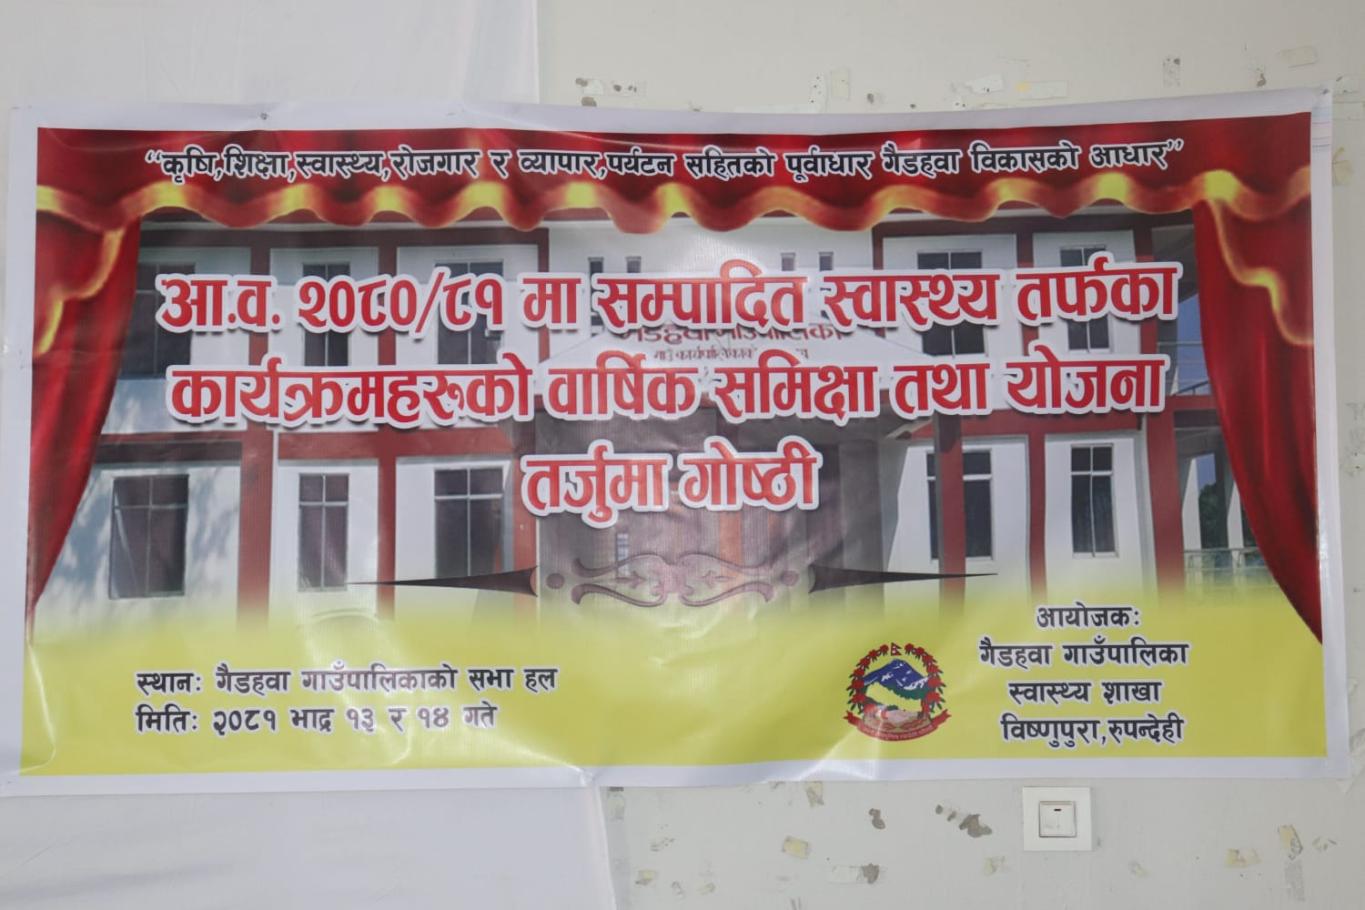 “कृषि,शिक्षा,स्वास्थ्य,रोजगार र व्यापार,पर्यटन सहितको पूर्वाधार गैडहवा विकासको आधार”
आ.व. २०८०/८१ मा सम्पादित स्वास्थ्य तर्फका
कार्यक्रमहरुको वार्षिक समिक्षा तथा योजना
तर्जुमा गोष्ठी
स्थानः गैडहवा गाउँपालिकाको सभा हल
मितिः २०८१ भाद्र १३ र १४ गते
आयोजकः
गैडहवा गाउँपालिका
स्वास्थ्य शाखा
विष्णुपुरा,रुपन्देही